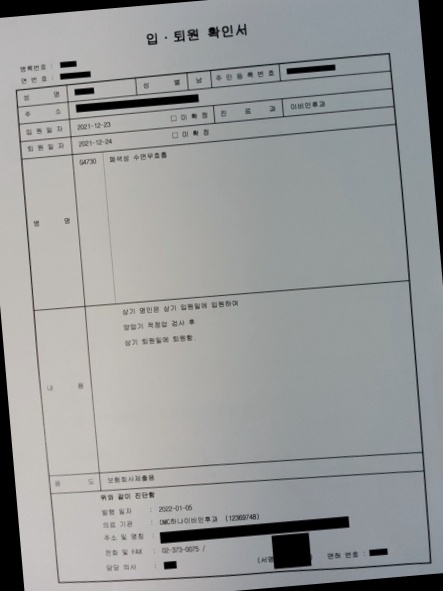 입 · 퇴원 확인서
병록번호 :
연 번 호 :
성 명 성 별 남 주민등록번호
주 소
입 원 일 자 2021-12-23 □ 미 확 정 진 료 과 이비인후과
퇴 원 일 자 2021-12-24 □ 미 확 정
병 명 G4730 폐쇄성 수면무호흡
내 용 상기 명인은 상기 입원일에 입원하여
양압기 적정압 검사 후
상기 퇴원일에 퇴원함.
용 도 보험회사제출용
위와 같이 진단함
발행 일자 : 2022-01-05
의료 기관 : OMC하나이비인후과 (12369748)
주소 및 명칭 :
전화 및 FAX : 02-373-0075 /
담당 의사 : (서명 면허 번호 :